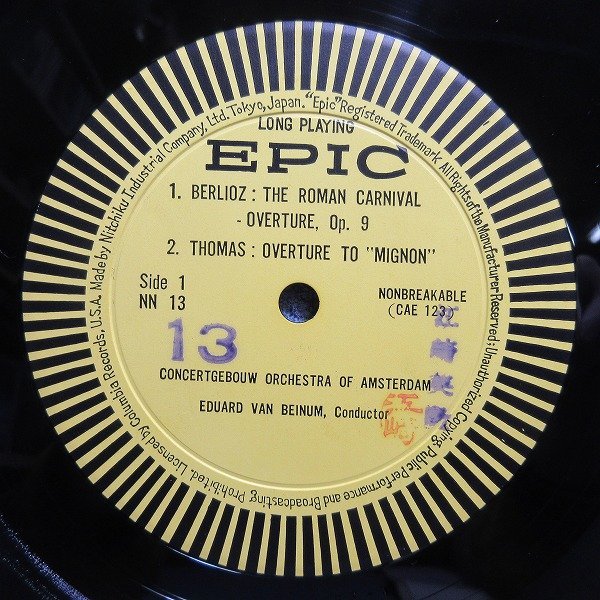 Licensed by Columbia Records, U.S.A. Made by Nitchiku Industrial Company, Ltd. Tokyo, Japan. "Epic" Registered Trademark All Rights of the Manufacturer Reserved: Unauthorized Copying Public Performance and Broadcasting Prohibited.
LONG PLAYING
EPIC
1. BERLIOZ : THE ROMAN CARNIVAL
- OVERTURE, Op. 9
2. THOMAS : OVERTURE TO "MIGNON"
Side 1
NN 13
NONBREAKABLE
(CAE 123)
13
CONCERTGEBOUW ORCHESTRA OF AMSTERDAM
EDUARD VAN BEINUM, Conductor